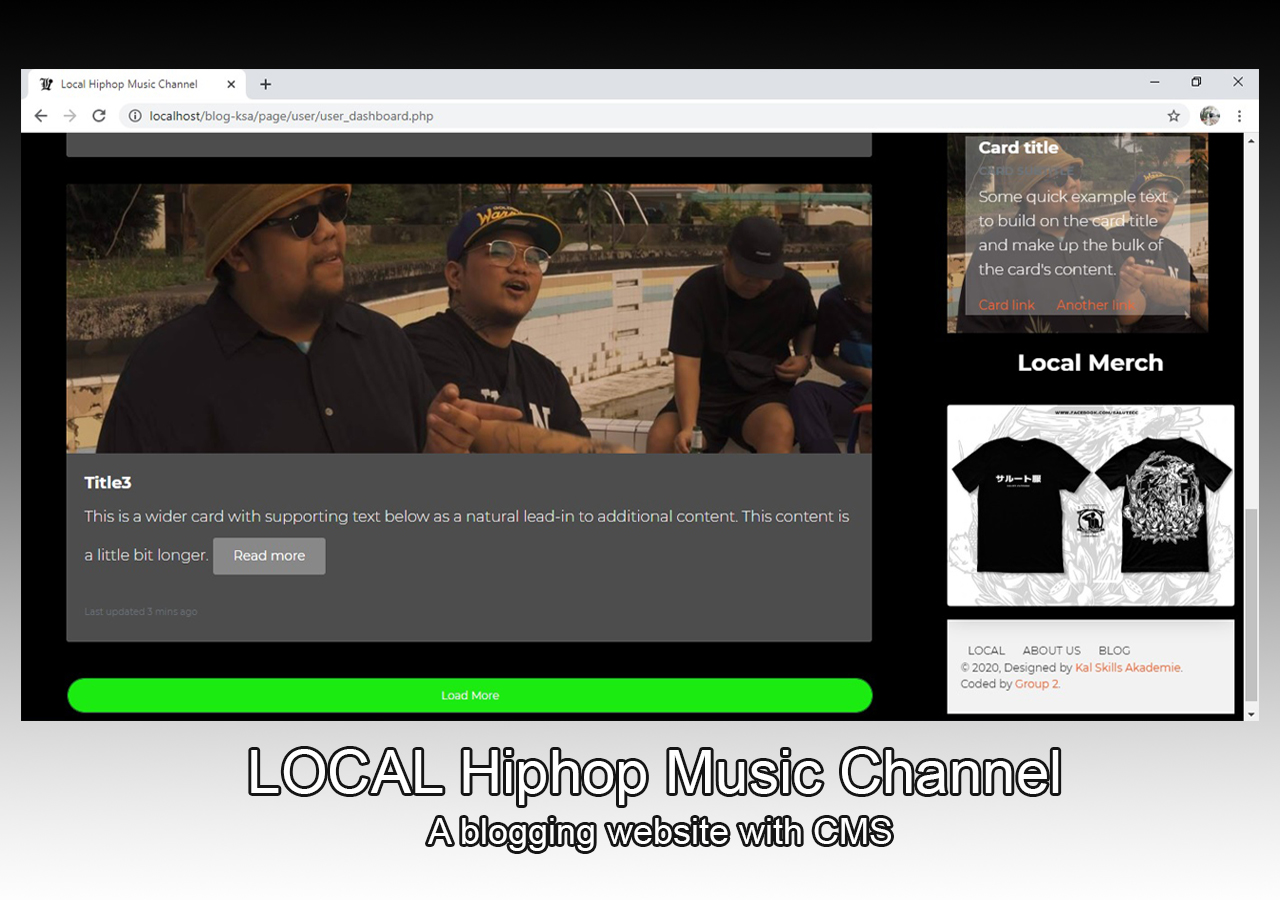 Local Hiphop Music Channel
localhost/blog-ksa/page/user/user_dashboard.php
Title3
This is a wider card with supporting text below as a natural lead-in to additional content. This content is
a little bit longer. Read more
Last updated 3 mins ago
Load More
Card title
CARD SUBTITLE
Some quick example text
to build on the card title
and make up the bulk of
the card's content.
Card link Another link
Local Merch
WWW.FACEBOOK.COM/KALUTECC
サルート服
LOCAL ABOUT US BLOG
© 2020, Designed by Kal Skills Akademie.
Coded by Group 2.
LOCAL Hiphop Music Channel
A blogging website with CMS